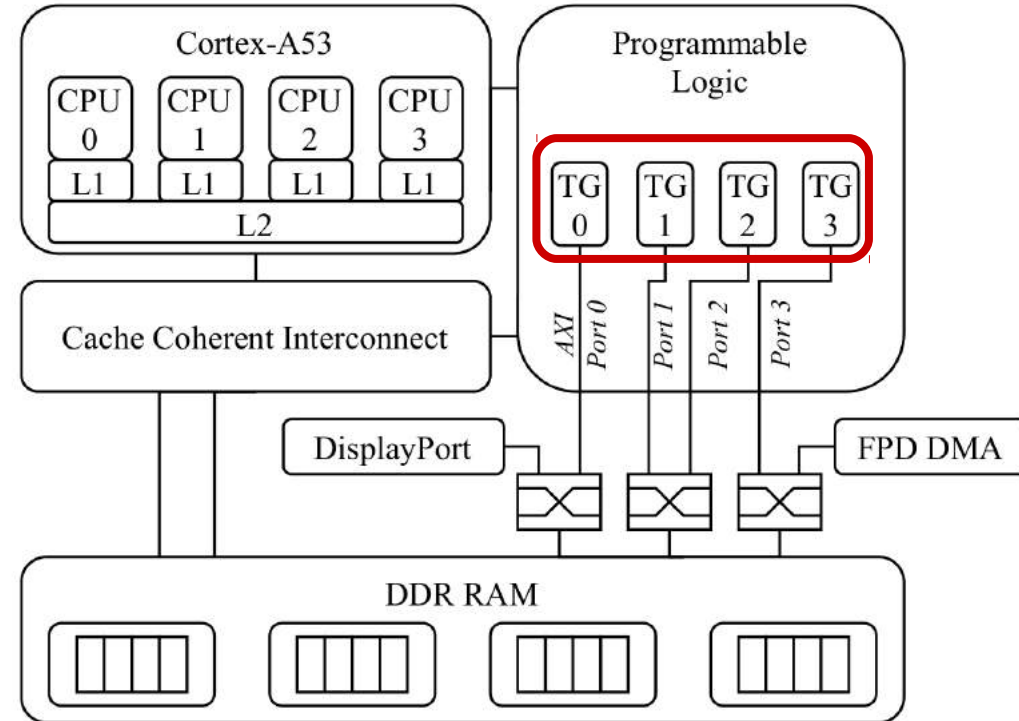 Cortex-A53
CPU
0
CPU
1
CPU
2
CPU
3
L1
L1
L1
L1
L2
Programmable
Logic
TG
0
TG
1
TG
2
TG
3
Cache Coherent Interconnect
AXI
Port 0
Port 1
Port 2
Port 3
DisplayPort
FPD DMA
DDR RAM